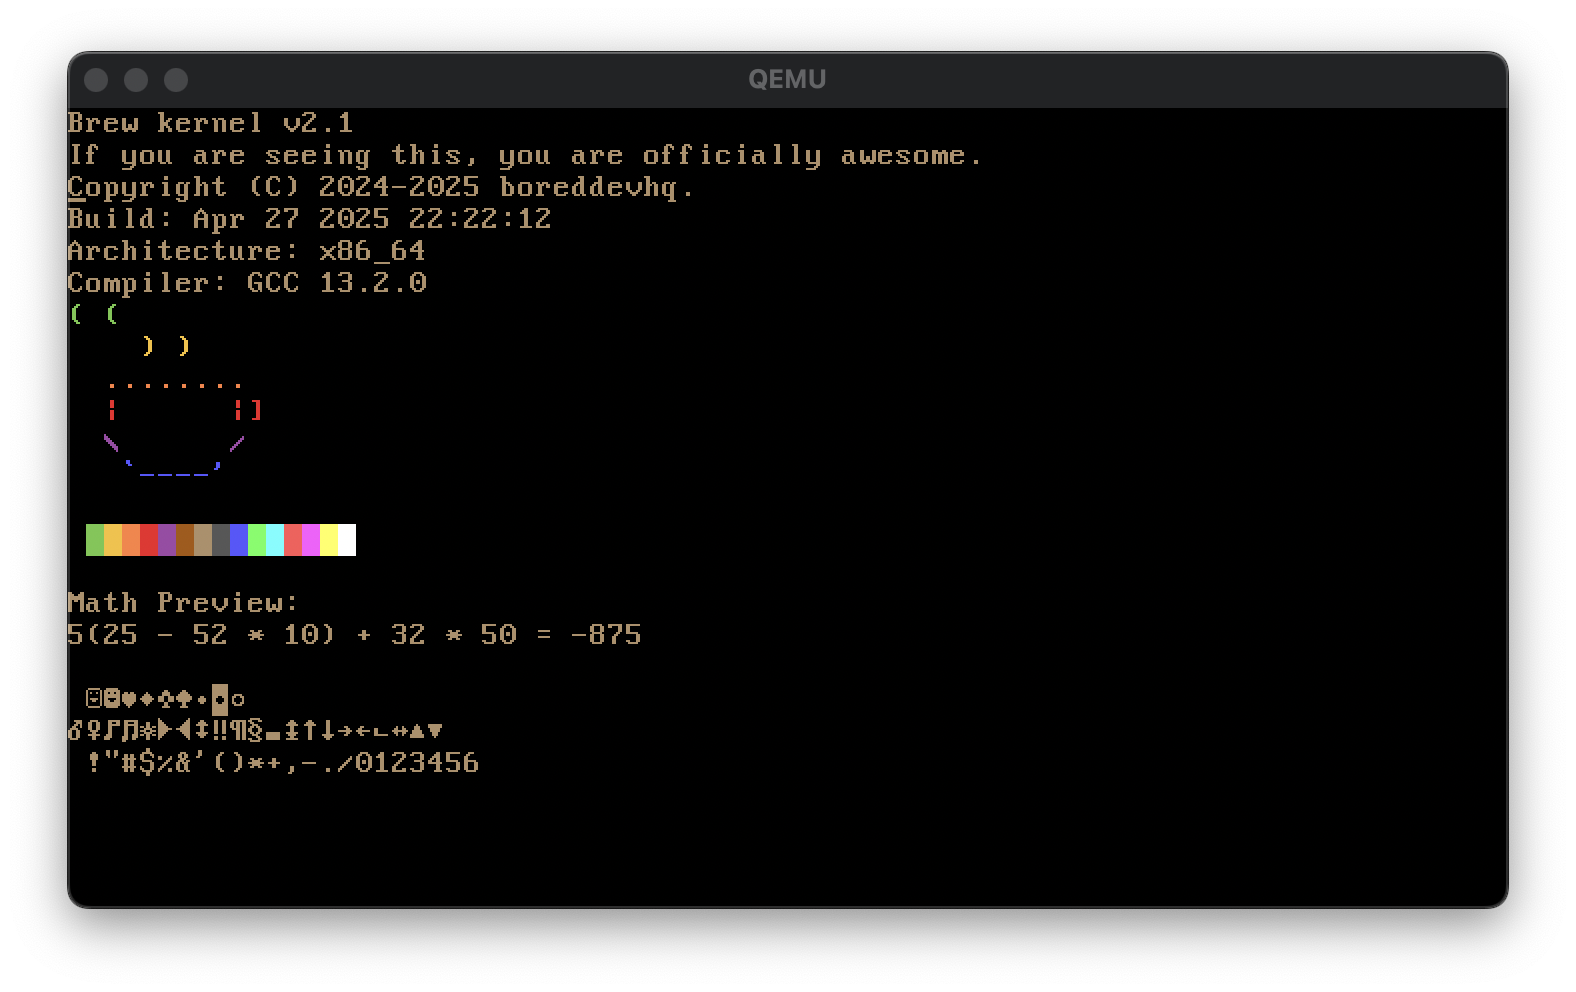 QEMU
Brew kernel v2.1
If you are seeing this, you are officially awesome.
Copyright (C) 2024-2025 boreddevhq.
Build: Apr 27 2025 22:22:12
Architecture: x86_64
Compiler: GCC 13.2.0
( (
    ) )
  ........
  ¦      ¦]
  \      /
   `____,
Math Preview:
5(25 - 52 * 10) + 32 * 50 = -875
 ☺☻♥♦♣♠•◘○
♂♀♪♫☼►◄↕‼¶§▬↨↑↓→←∟↔▲▼
 !"#$%&'()*+,-./0123456